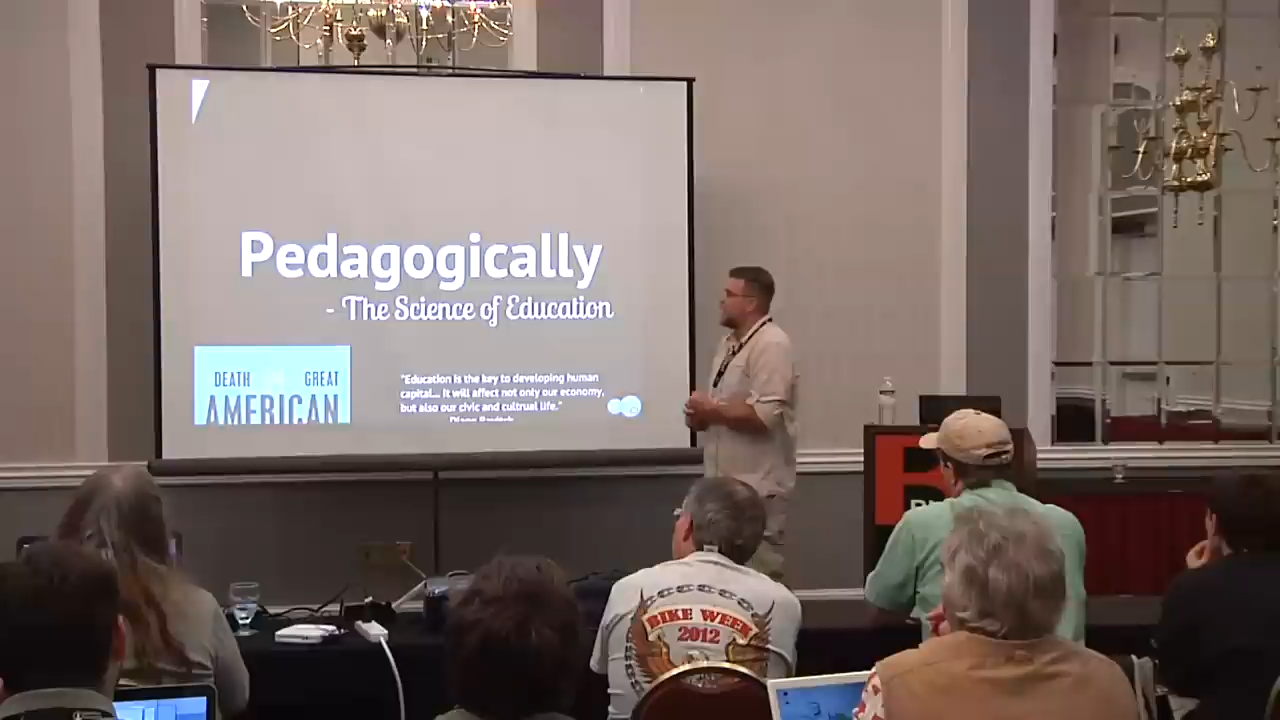 Pedagogically
- The Science of Education
DEATH GREAT
AMERICAN
"Education is the key to developing human
capital... it will affect not only our economy,
but also our civic and cultrual life."
BIKE WEEK
2012